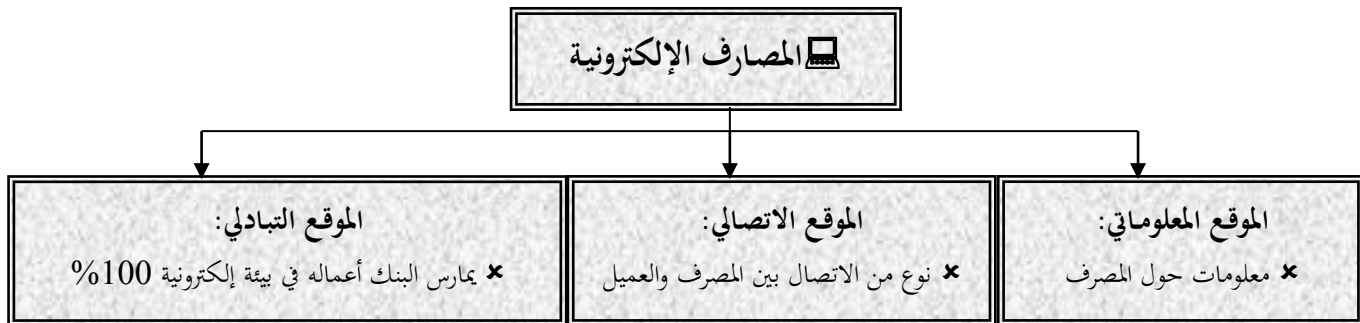 المصارف الإلكترونية
الموقع المعلوماتي:
معلومات حول المصرف
الموقع الاتصالي:
نوع من الاتصال بين المصرف والعميل
الموقع التبادلي:
يمارس البنك أعماله في بيئة إلكترونية 100%